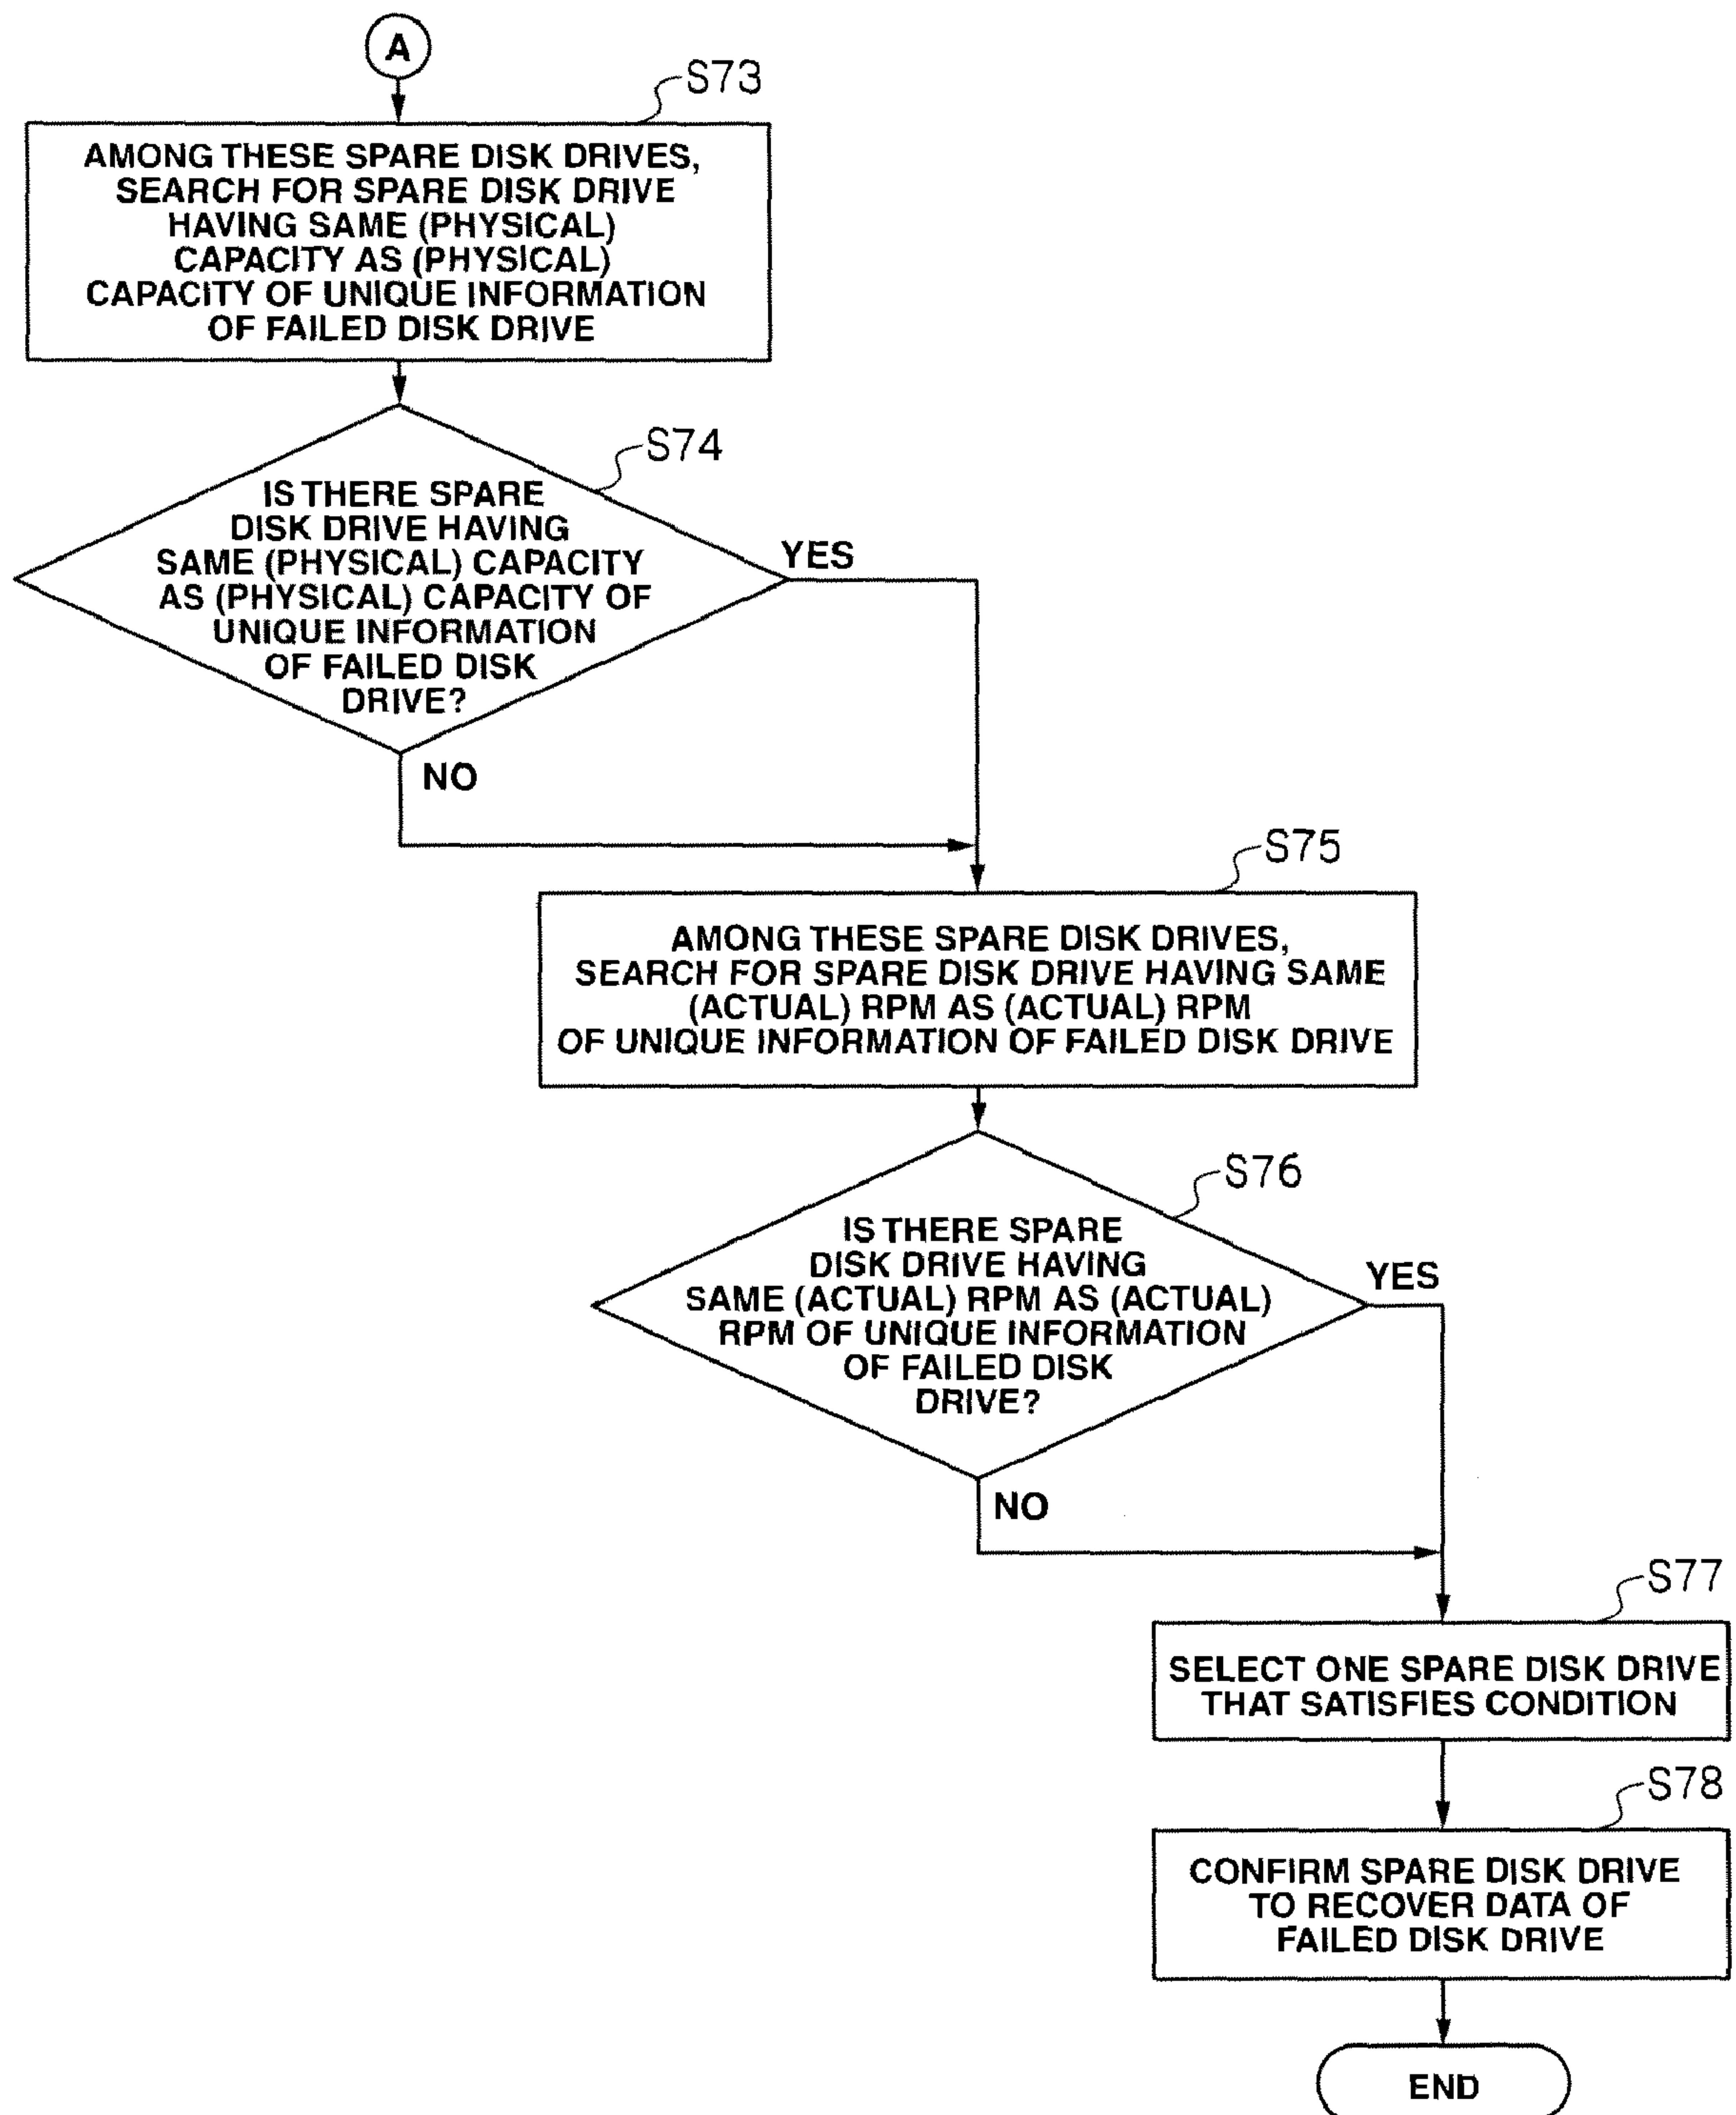 A
S73
AMONG THESE SPARE DISK DRIVES,
SEARCH FOR SPARE DISK DRIVE
HAVING SAME (PHYSICAL)
CAPACITY AS (PHYSICAL)
CAPACITY OF UNIQUE INFORMATION
OF FAILED DISK DRIVE
S74
IS THERE SPARE
DISK DRIVE HAVING
SAME (PHYSICAL) CAPACITY
AS (PHYSICAL) CAPACITY OF
UNIQUE INFORMATION
OF FAILED DISK
DRIVE?
YES
NO
S75
AMONG THESE SPARE DISK DRIVES,
SEARCH FOR SPARE DISK DRIVE HAVING SAME
(ACTUAL) RPM AS (ACTUAL) RPM
OF UNIQUE INFORMATION OF FAILED DISK DRIVE
S76
IS THERE SPARE
DISK DRIVE HAVING
SAME (ACTUAL) RPM AS (ACTUAL)
RPM OF UNIQUE INFORMATION
OF FAILED DISK
DRIVE?
YES
NO
S77
SELECT ONE SPARE DISK DRIVE
THAT SATISFIES CONDITION
S78
CONFIRM SPARE DISK DRIVE
TO RECOVER DATA OF
FAILED DISK DRIVE
END